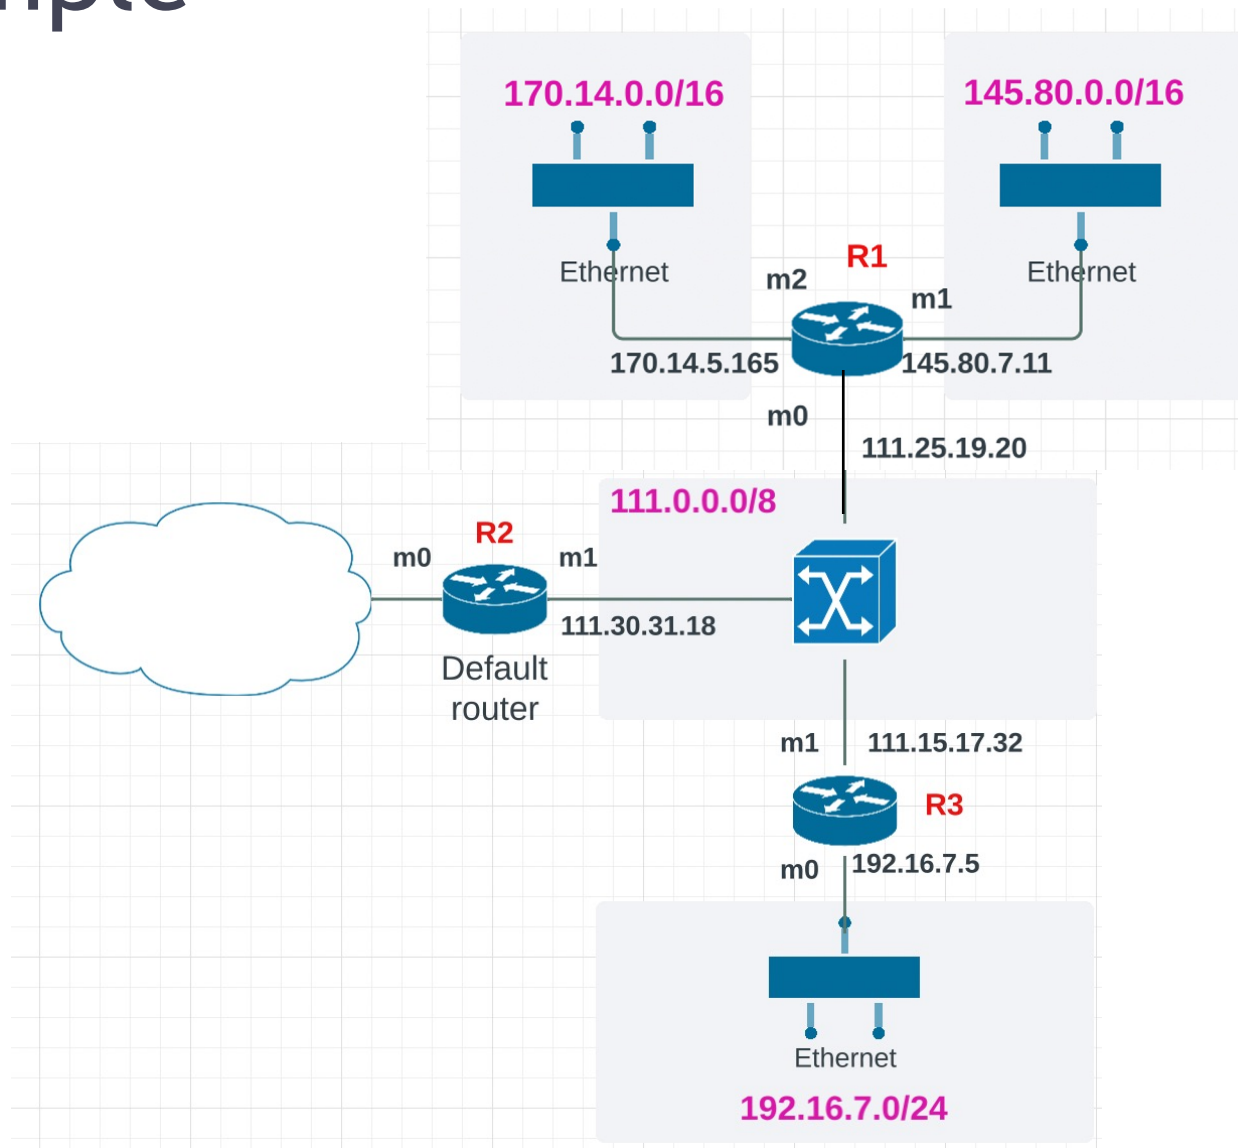 170.14.0.0/16
145.80.0.0/16
Ethernet
Ethernet
R1
m2
m1
170.14.5.165
145.80.7.11
m0
111.25.19.20
111.0.0.0/8
R2
m0
m1
111.30.31.18
Default
router
m1
111.15.17.32
R3
m0
192.16.7.5
Ethernet
192.16.7.0/24